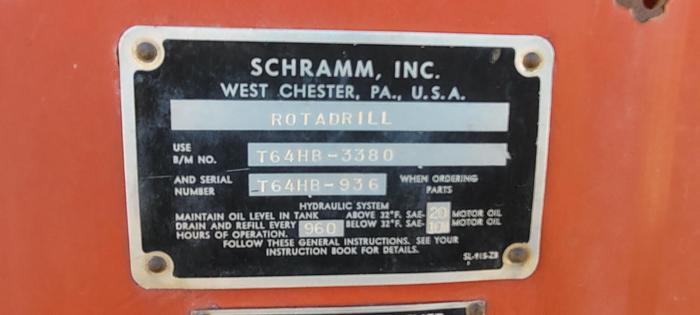 SCHRAMM, INC.
WEST CHESTER, PA., U.S.A.
ROTADRILL
USE
B/M NO. T64HB-3380
AND SERIAL NUMBER T64HB-936 WHEN ORDERING PARTS
HYDRAULIC SYSTEM
MAINTAIN OIL LEVEL IN TANK ABOVE 32°F. SAE-20 MOTOR OIL
DRAIN AND REFILL EVERY 960 BELOW 32°F. SAE-10 MOTOR OIL
HOURS OF OPERATION.
FOLLOW THESE GENERAL INSTRUCTIONS. SEE YOUR
INSTRUCTION BOOK FOR DETAILS.